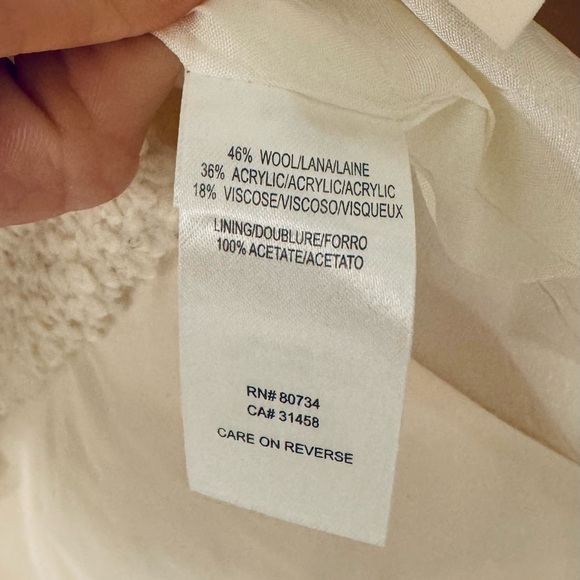 46% WOOL/LANA/LAINE
36% ACRYLIC/ACRYLIC/ACRYLIC
18% VISCOSE/VISCOSO/VISQUEUX
LINING/DOUBLURE/FORRO
100% ACETATE/ACETATO
RN# 80734
CA# 31458
CARE ON REVERSE